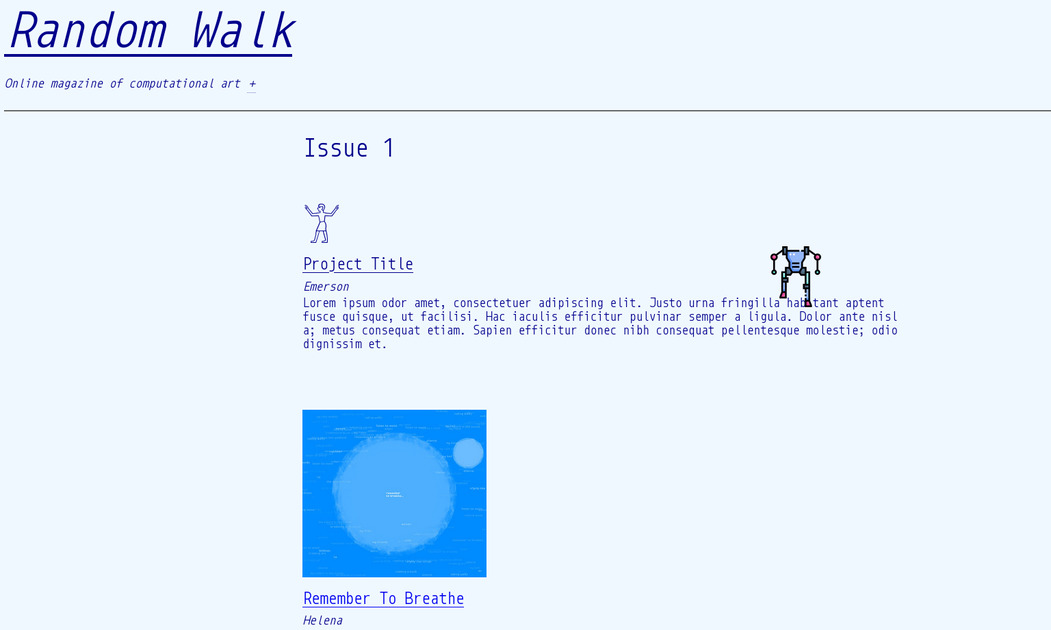 Random Walk
Online magazine of computational art +
Issue 1
Project Title
Emerson
Lorem ipsum odor amet, consectetuer adipiscing elit. Justo urna fringilla habitant aptent
fusce quisque, ut facilisi. Hac iaculis efficitur pulvinar semper a ligula. Dolor ante nisl
a; metus consequat etiam. Sapien efficitur donec nibh consequat pellentesque molestie; odio
dignissim et.
Remember To Breathe
Helena